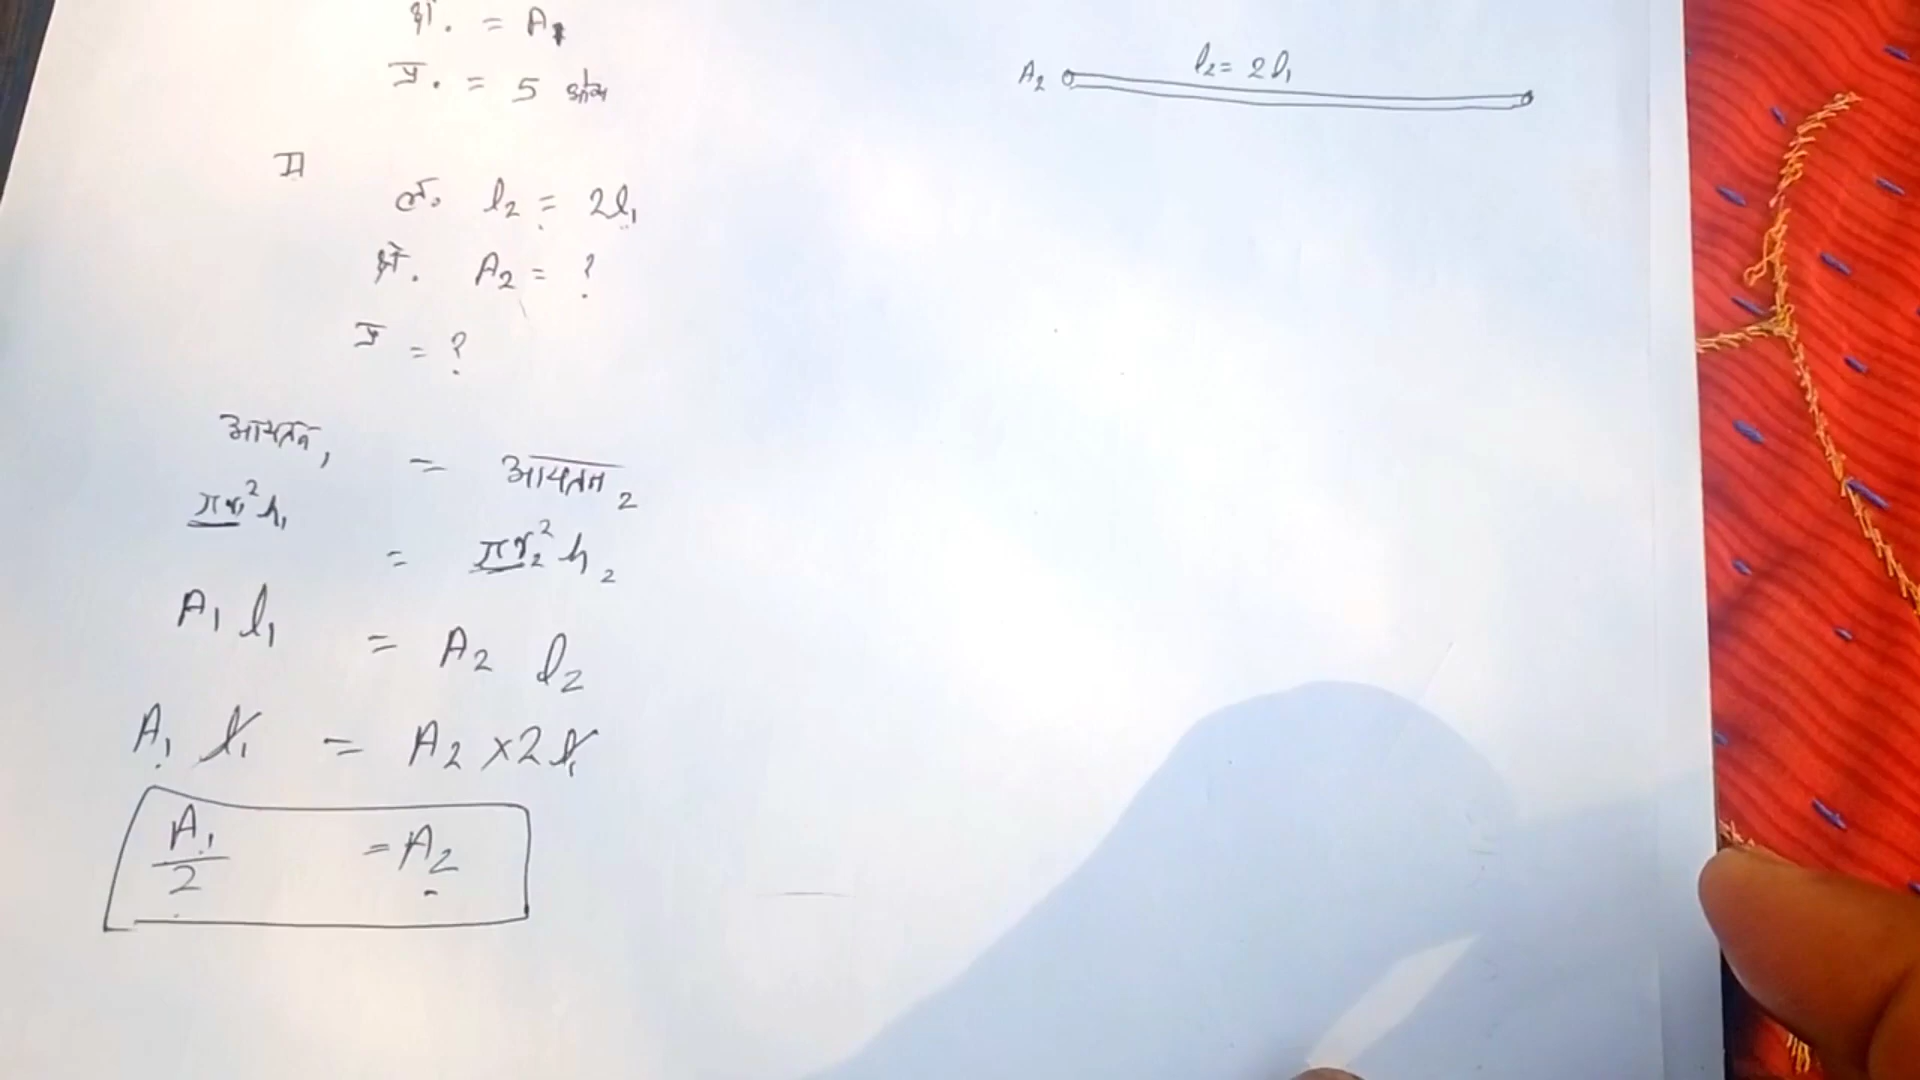 क्षे. = A1
प्र. = 5 ओम
A2 l2 = 2l1
ल. l2 = 2l1
क्षे. A2 = ?
प्र = ?
आयतन1 = आयतन2
πr1²h1 = πr2²h2
A1 l1 = A2 l2
A1 l1 = A2 × 2l1
A1/2 = A2